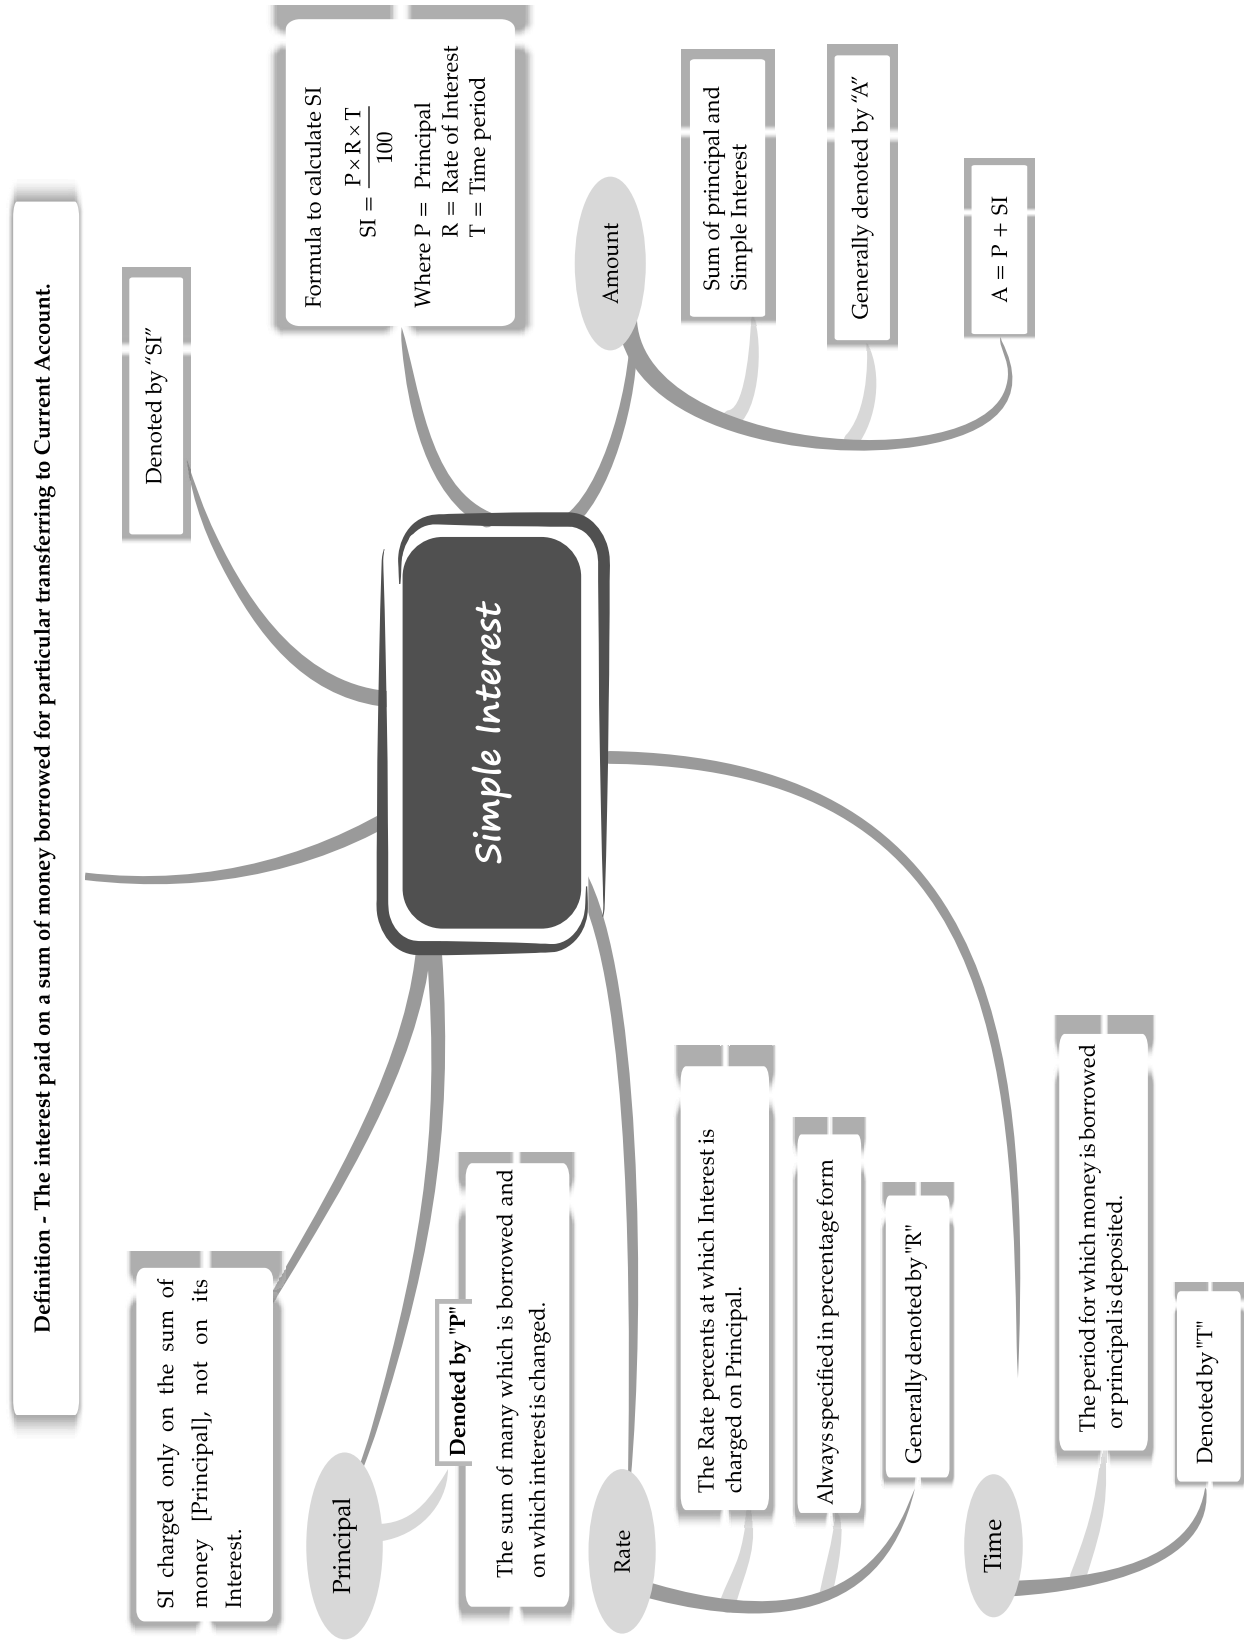 Definition - The interest paid on a sum of money borrowed for particular transferring to Current Account.
Denoted by “SI”
Formula to calculate SI
SI = P × R × T / 100
Where P = Principal
R = Rate of Interest
T = Time period
Amount
Sum of principal and
Simple Interest
Generally denoted by “A”
A = P + SI
Simple Interest
SI charged only on the sum of
money [Principal], not on its
Interest.
Principal
Denoted by "P"
The sum of many which is borrowed and
on which interest is changed.
Rate
The Rate percents at which Interest is
charged on Principal.
Always specified in percentage form
Generally denoted by "R"
Time
The period for which money is borrowed
or principal is deposited.
Denoted by "T"